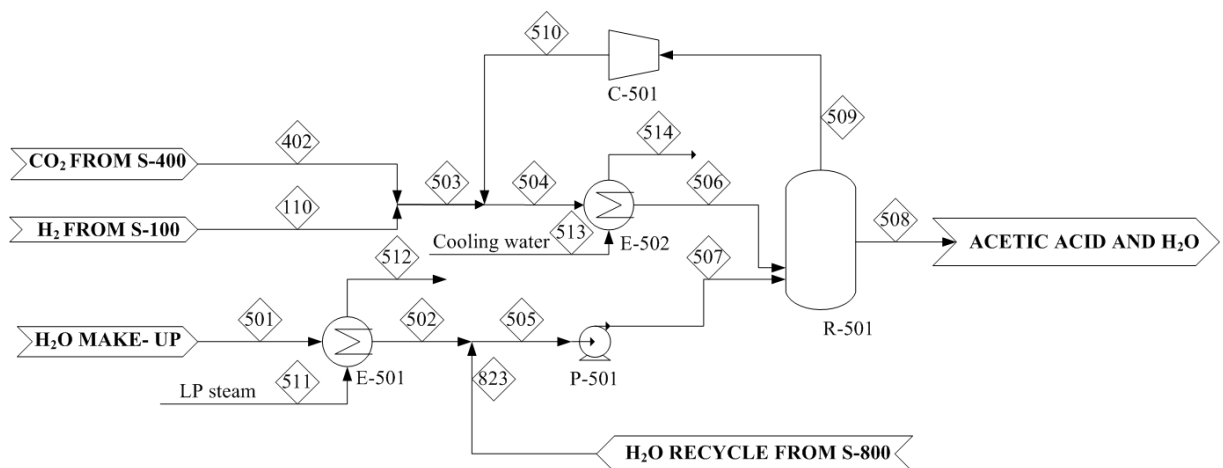 510
C-501
509
514
402
CO₂ FROM S-400
503
504
506
110
508
H₂ FROM S-100
513
ACETIC ACID AND H₂O
Cooling water
E-502
512
507
501
502
505
R-501
H₂O MAKE- UP
511
E-501
823
P-501
LP steam
H₂O RECYCLE FROM S-800